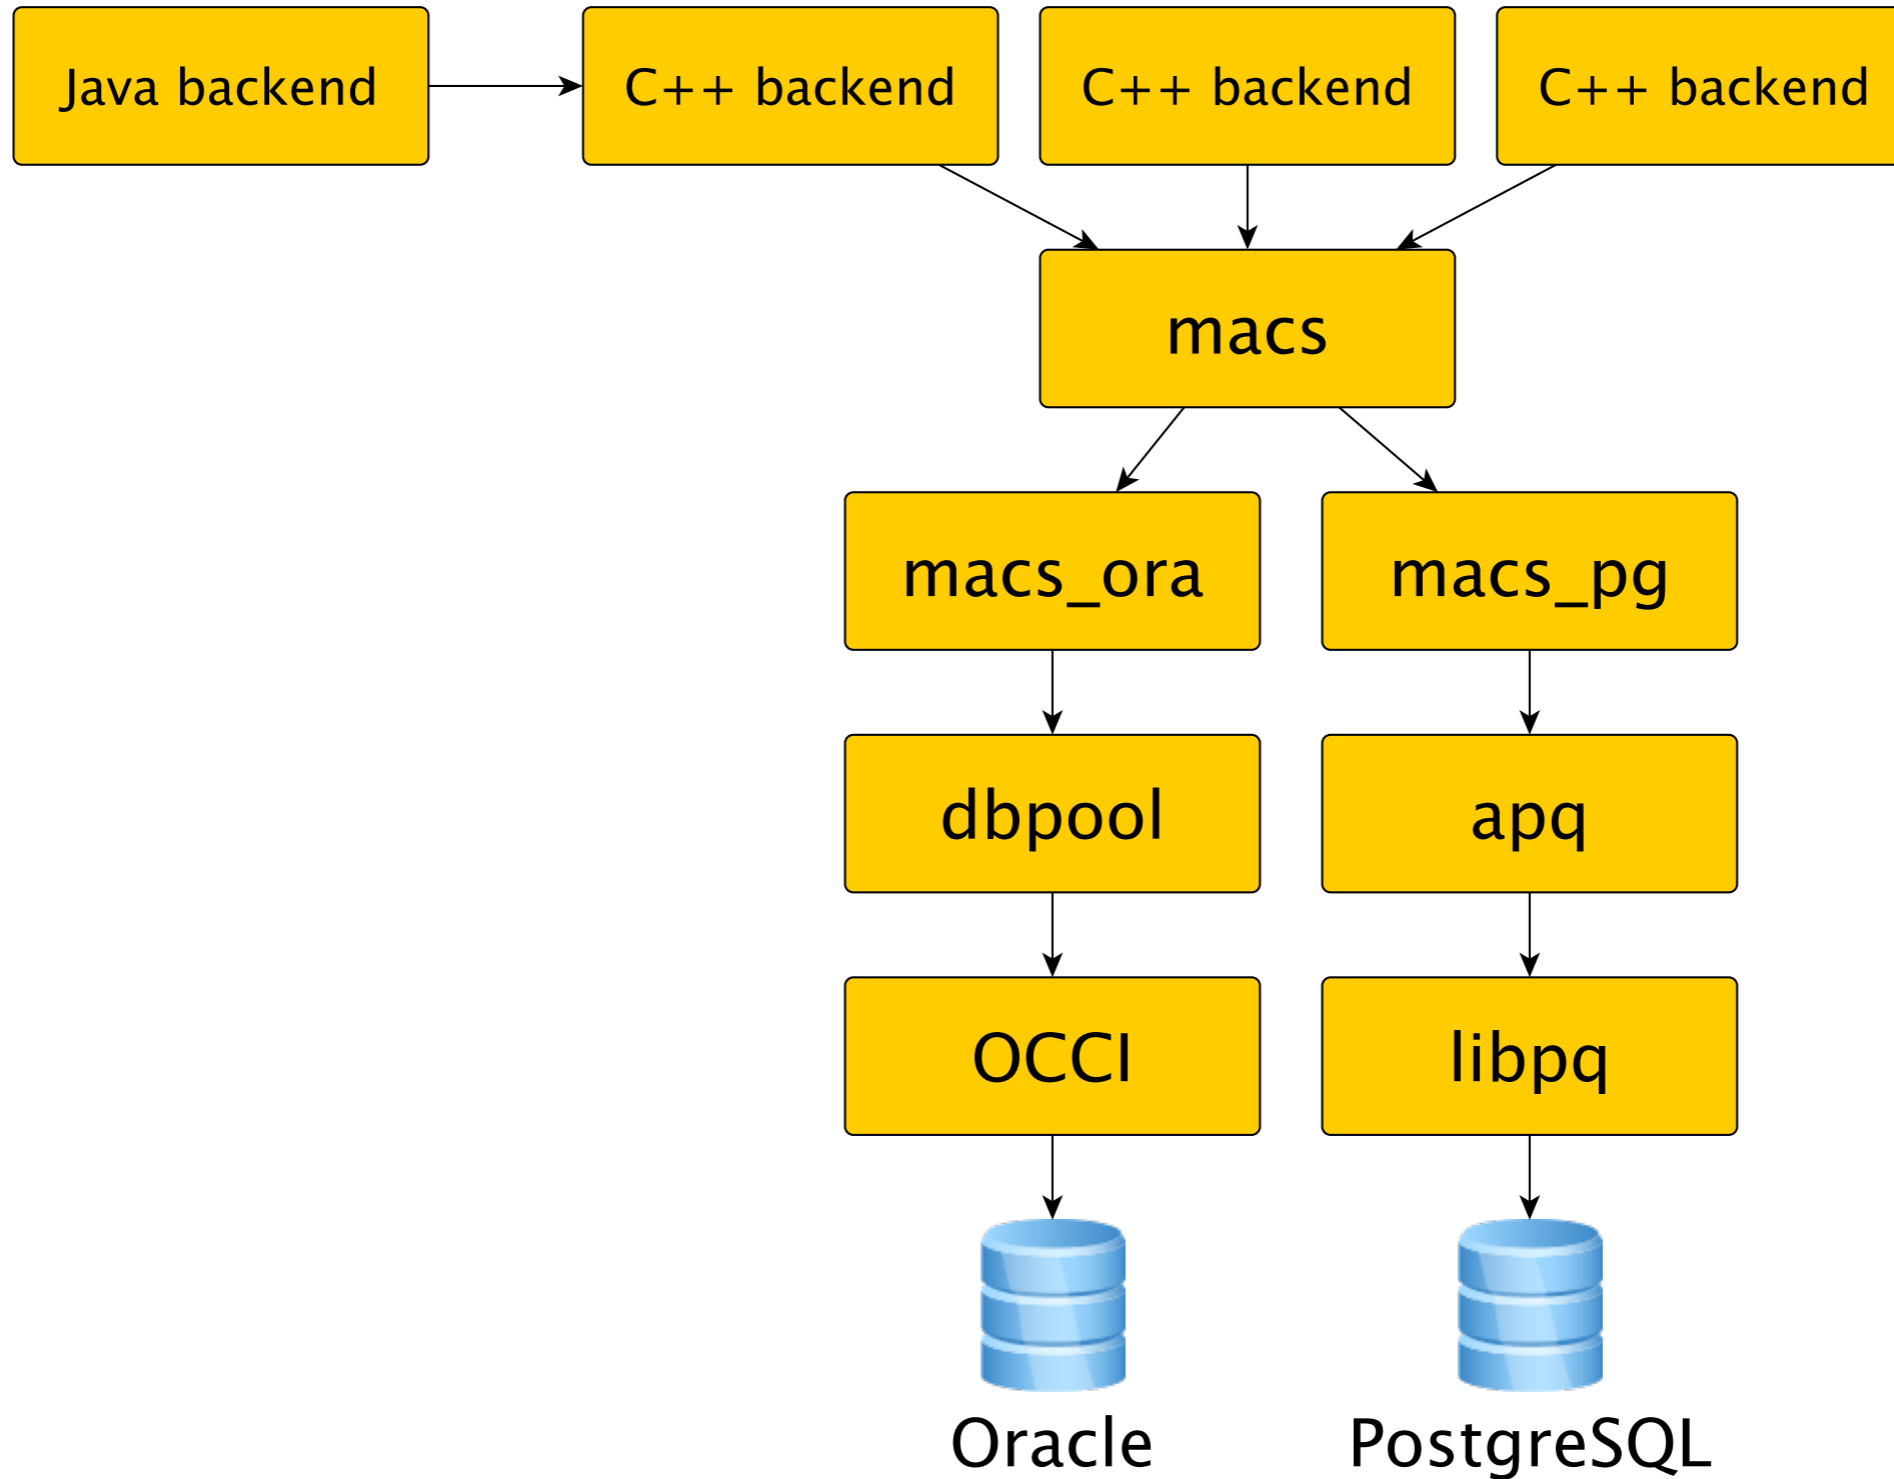 Java backend
C++ backend
C++ backend
C++ backend
macs
macs_ora
macs_pg
dbpool
apq
OCCI
libpq
Oracle
PostgreSQL